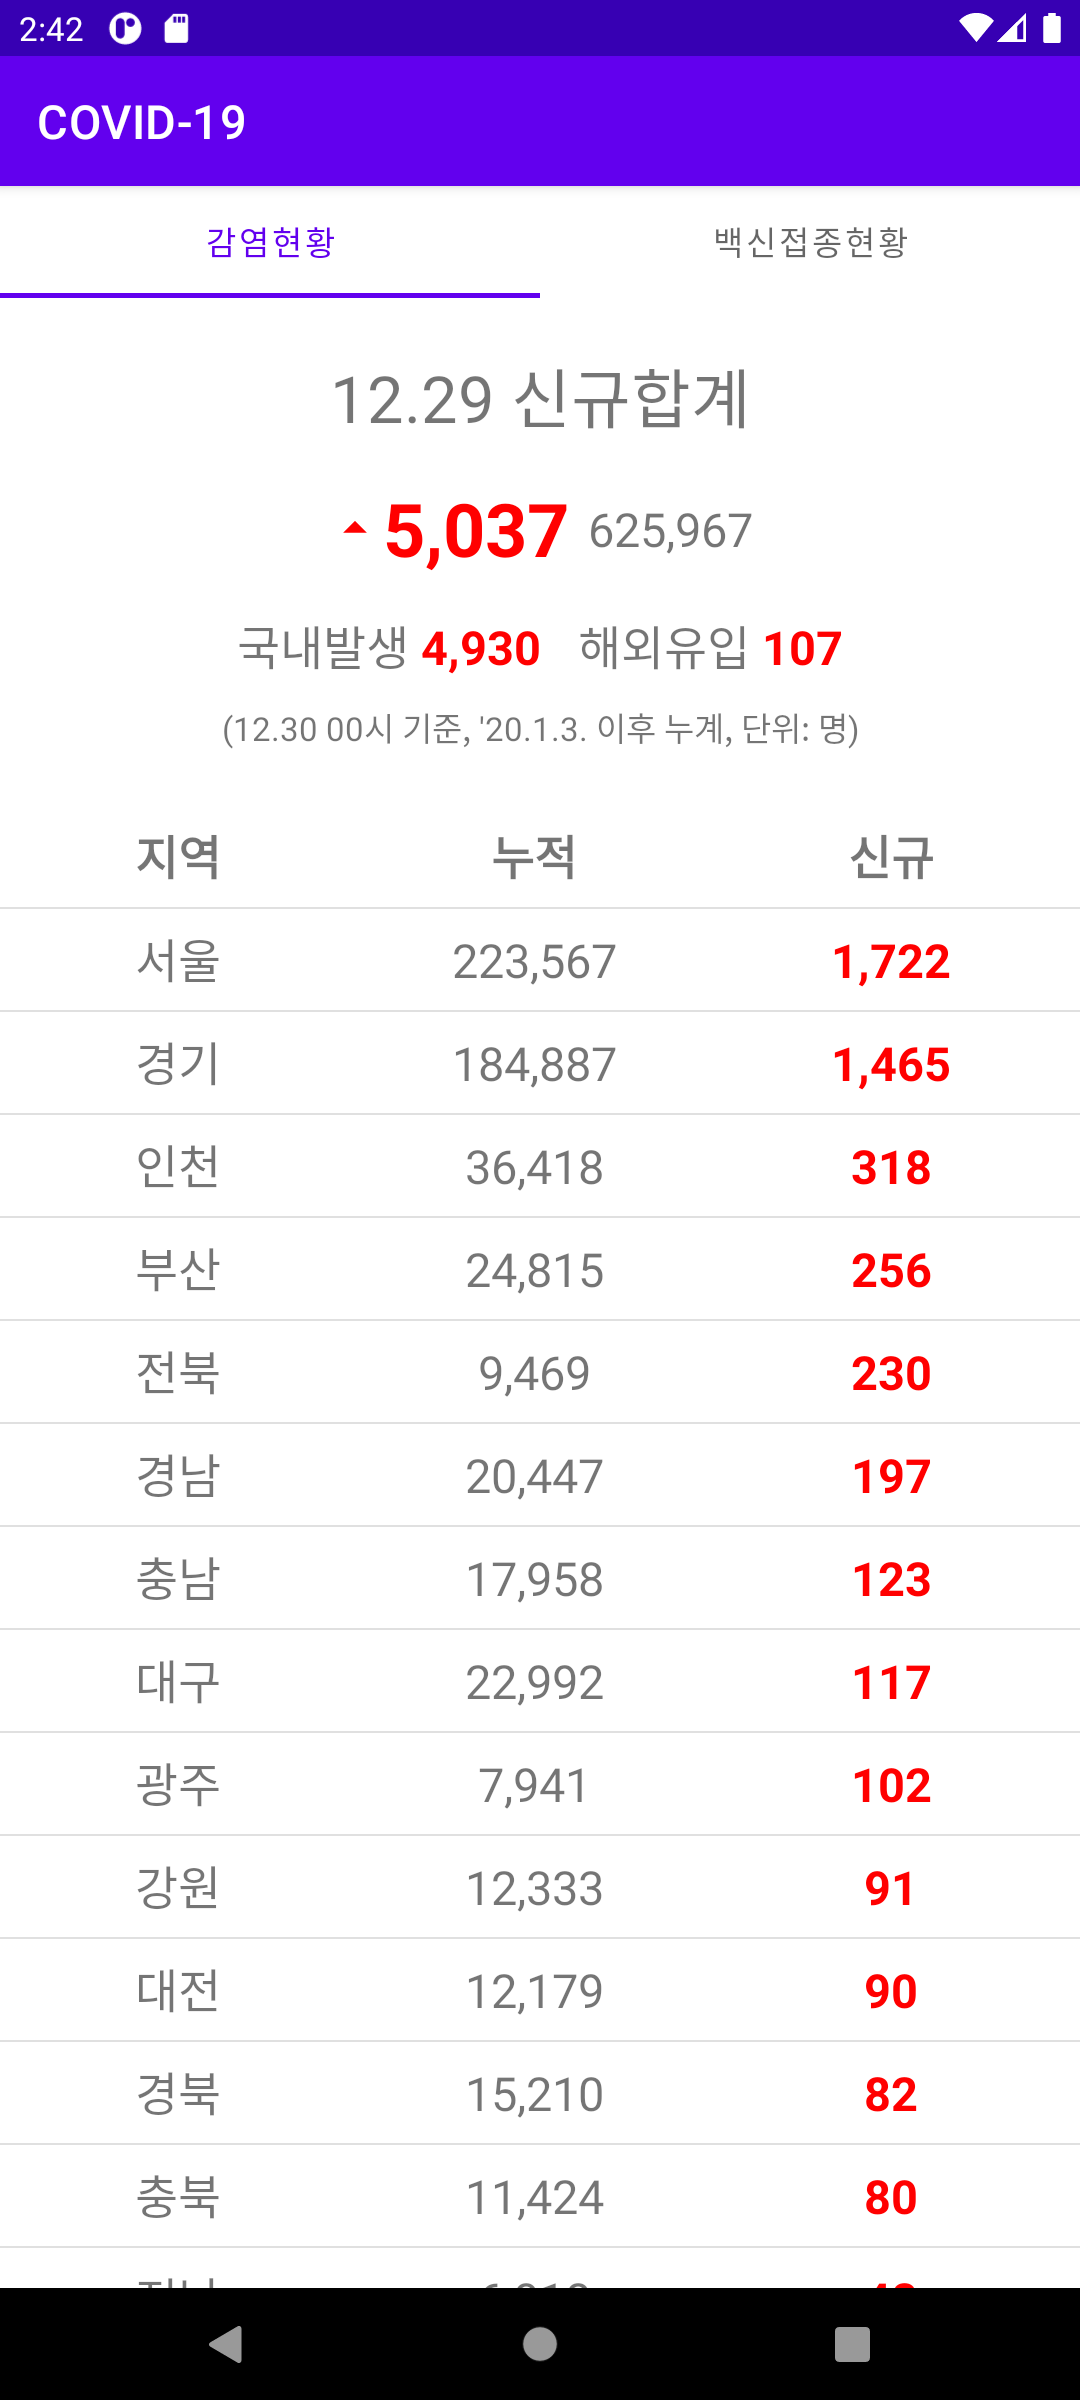 2:42
COVID-19
감염현황 백신접종현황
12.29 신규합계
5,037 625,967
국내발생 4,930 해외유입 107
(12.30 00시 기준, '20.1.3. 이후 누계, 단위: 명)
지역 누적 신규
서울 223,567 1,722
경기 184,887 1,465
인천 36,418 318
부산 24,815 256
전북 9,469 230
경남 20,447 197
충남 17,958 123
대구 22,992 117
광주 7,941 102
강원 12,333 91
대전 12,179 90
경북 15,210 82
충북 11,424 80